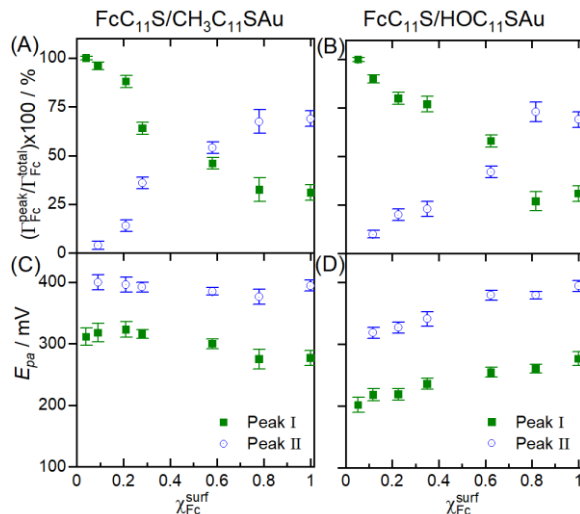 FcC₁₁S/CH₃C₁₁SAu
FcC₁₁S/HOC₁₁SAu
(A)
(B)
100
75
50
25
0
(Γ_Fc^peak/Γ_Fc^total)x100 / %
(C)
(D)
400
300
200
100
E_pa / mV
Peak I
Peak II
Peak I
Peak II
0 0.2 0.4 0.6 0.8 1
0 0.2 0.4 0.6 0.8 1
χ_Fc^surf
χ_Fc^surf